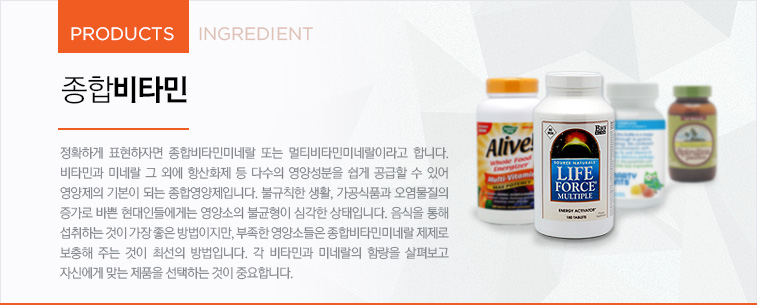 PRODUCTS
INGREDIENT
종합비타민
정확하게 표현하자면 종합비타민미네랄 또는 멀티비타민미네랄이라고 합니다.
비타민과 미네랄 그 외에 항산화제 등 다수의 영양성분을 쉽게 공급할 수 있어
영양제의 기본이 되는 종합영양제입니다. 불규칙한 생활, 가공식품과 오염물질의
증가로 바쁜 현대인들에게는 영양소의 불균형이 심각한 상태입니다. 음식을 통해
섭취하는 것이 가장 좋은 방법이지만, 부족한 영양소들은 종합비타민미네랄 제제로
보충해 주는 것이 최선의 방법입니다. 각 비타민과 미네랄의 함량을 살펴보고
자신에게 맞는 제품을 선택하는 것이 중요합니다.
Alive!
Whole Food
Energizer
Multi-Vitamin
MAX POTENCY
SOURCE NATURALS
LIFE
FORCE
MULTIPLE
ENERGY ACTIVATOR
180 TABLETS